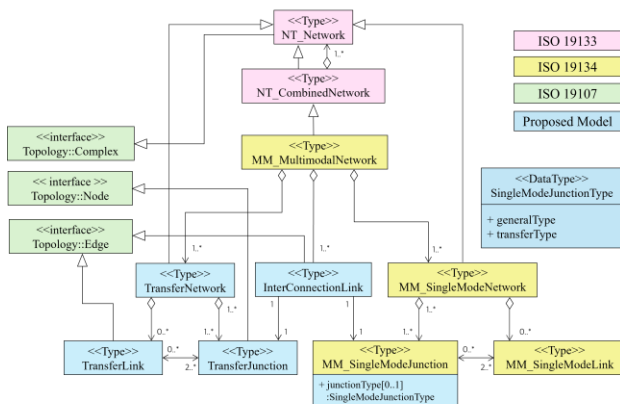 <<Type>>
NT_Network
ISO 19133
1..*
<<Type>>
NT_CombinedNetwork
ISO 19134
ISO 19107
Proposed Model
<<interface>>
Topology::Complex
<<Type>>
MM_MultimodalNetwork
<< interface >>
Topology::Node
<<DataType>>
SingleModeJunctionType
+ generalType
+ transferType
<<interface>>
Topology::Edge
1..*
1..*
1..*
<<Type>>
TransferNetwork
<<Type>>
InterConnectionLink
<<Type>>
MM_SingleModeNetwork
1..*
1
1
1..*
0..*
1..*
1
1
1..*
0..*
<<Type>>
TransferLink
0..*
2..*
<<Type>>
TransferJunction
<<Type>>
MM_SingleModeJunction
+ junctionType[0..1]
:SingleModeJunctionType
0..*
2..*
<<Type>>
MM_SingleModeLink